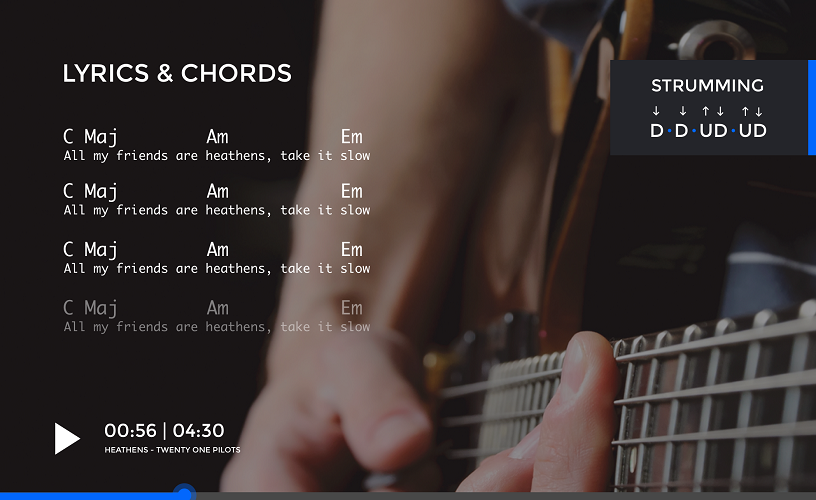 LYRICS & CHORDS
C Maj Am Em
All my friends are heathens, take it slow
C Maj Am Em
All my friends are heathens, take it slow
C Maj Am Em
All my friends are heathens, take it slow
C Maj Am Em
All my friends are heathens, take it slow
STRUMMING
↓ ↓ ↑↓ ↑↓
D•D•UD•UD
00:56 | 04:30
HEATHENS - TWENTY ONE PILOTS